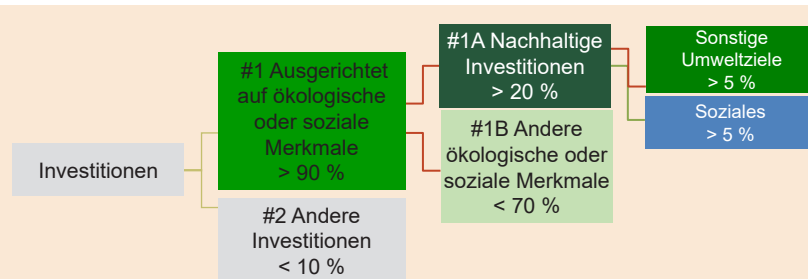 Investitionen
#1 Ausgerichtet
auf ökologische
oder soziale
Merkmale
> 90 %
#2 Andere
Investitionen
< 10 %
#1A Nachhaltige
Investitionen
> 20 %
#1B Andere
ökologische oder
soziale Merkmale
< 70 %
Sonstige
Umweltziele
> 5 %
Soziales
> 5 %